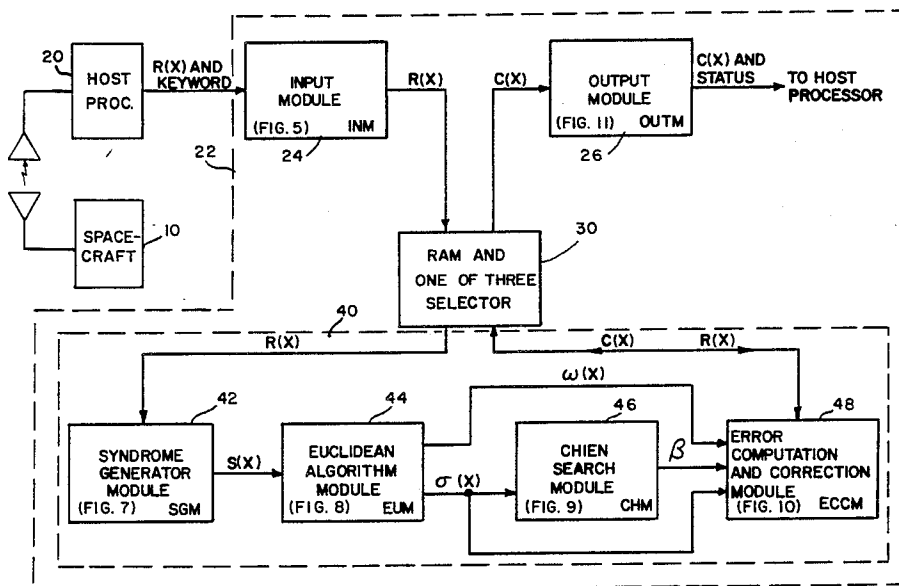 20
HOST
PROC.
R(X) AND
KEYWORD
22
INPUT
MODULE
(FIG. 5) INM
24
R(X)
C(X)
OUTPUT
MODULE
(FIG. 11) OUTM
26
C(X) AND
STATUS
TO HOST
PROCESSOR
SPACE-
CRAFT
10
RAM AND
ONE OF THREE
SELECTOR
30
40
R(X)
C(X)
R(X)
ω(X)
42
SYNDROME
GENERATOR
MODULE
(FIG. 7) SGM
S(X)
44
EUCLIDEAN
ALGORITHM
MODULE
(FIG. 8) EUM
σ(X)
46
CHIEN
SEARCH
MODULE
(FIG. 9) CHM
β
48
ERROR
COMPUTATION
AND CORRECTION
MODULE
(FIG. 10) ECCM